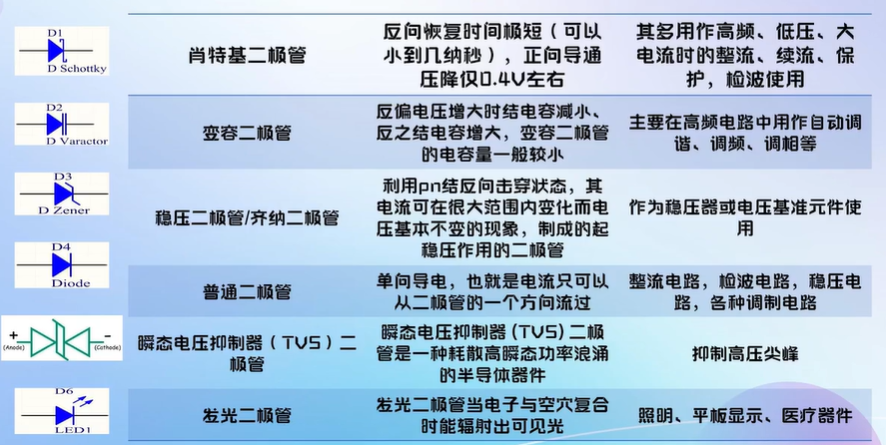 D1
D Schottky
肖特基二极管
反向恢复时间极短（可以
小到几纳秒），正向导通
压降仅0.4V左右
其多用作高频、低压、大
电流时的整流、续流、保
护，检波使用
D2
D Varactor
变容二极管
反偏电压增大时结电容减小、
反之结电容增大，变容二极管
的电容量一般较小
主要在高频电路中用作自动调
谐、调频、调相等
D3
D Zener
稳压二极管/齐纳二极管
利用pn结反向击穿状态，其
电流可在很大范围内变化而电
压基本不变的现象，制成的起
稳压作用的二极管
作为稳压器或电压基准元件使
用
D4
Diode
普通二极管
单向导电，也就是电流只可以
从二极管的一个方向流过
整流电路，检波电路，稳压电
路，各种调制电路
+
-
(Anode)
(Cathode)
瞬态电压抑制器（TVS）二
极管
瞬态电压抑制器(TVS)二极
管是一种耗散高瞬态功率浪涌
的半导体器件
抑制高压尖峰
D6
LED1
发光二极管
发光二极管当电子与空穴复合
时能辐射出可见光
照明、平板显示、医疗器件